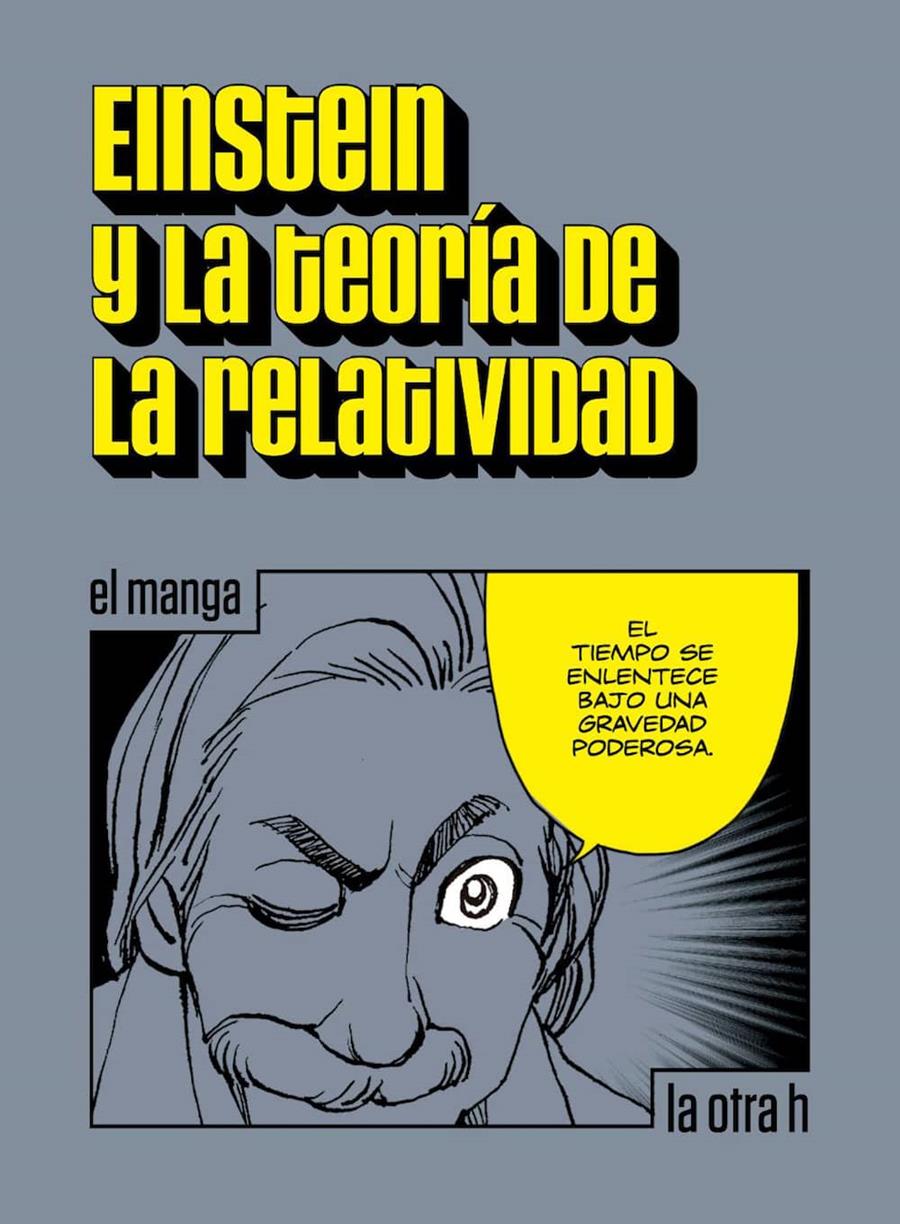 Einstein
y la teoría de
la relatividad
el manga
EL
TIEMPO SE
ENLENTECE
BAJO UNA
GRAVEDAD
PODEROSA.
la otra h